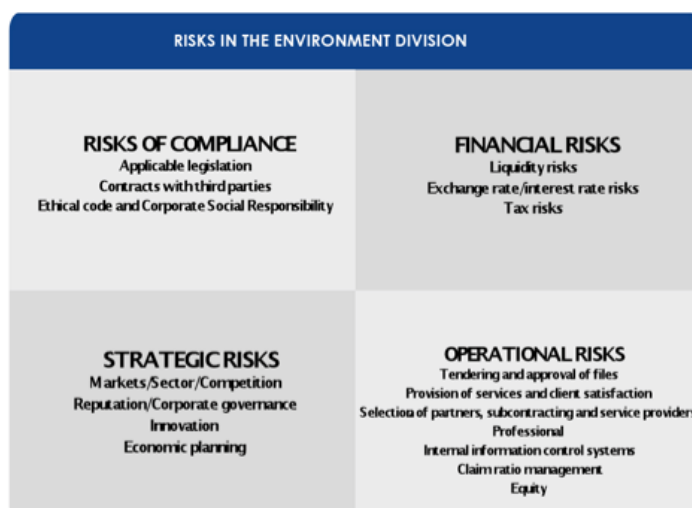 RISKS IN THE ENVIRONMENT DIVISION
RISKS OF COMPLIANCE
Applicable legislation
Contracts with third parties
Ethical code and Corporate Social Responsibility
FINANCIAL RISKS
Liquidity risks
Exchange rate/interest rate risks
Tax risks
STRATEGIC RISKS
Markets/Sector/Competition
Reputation/Corporate governance
Innovation
Economic planning
OPERATIONAL RISKS
Tendering and approval of files
Provision of services and client satisfaction
Selection of partners, subcontracting and service providers
Professional
Internal information control systems
Claim ratio management
Equity